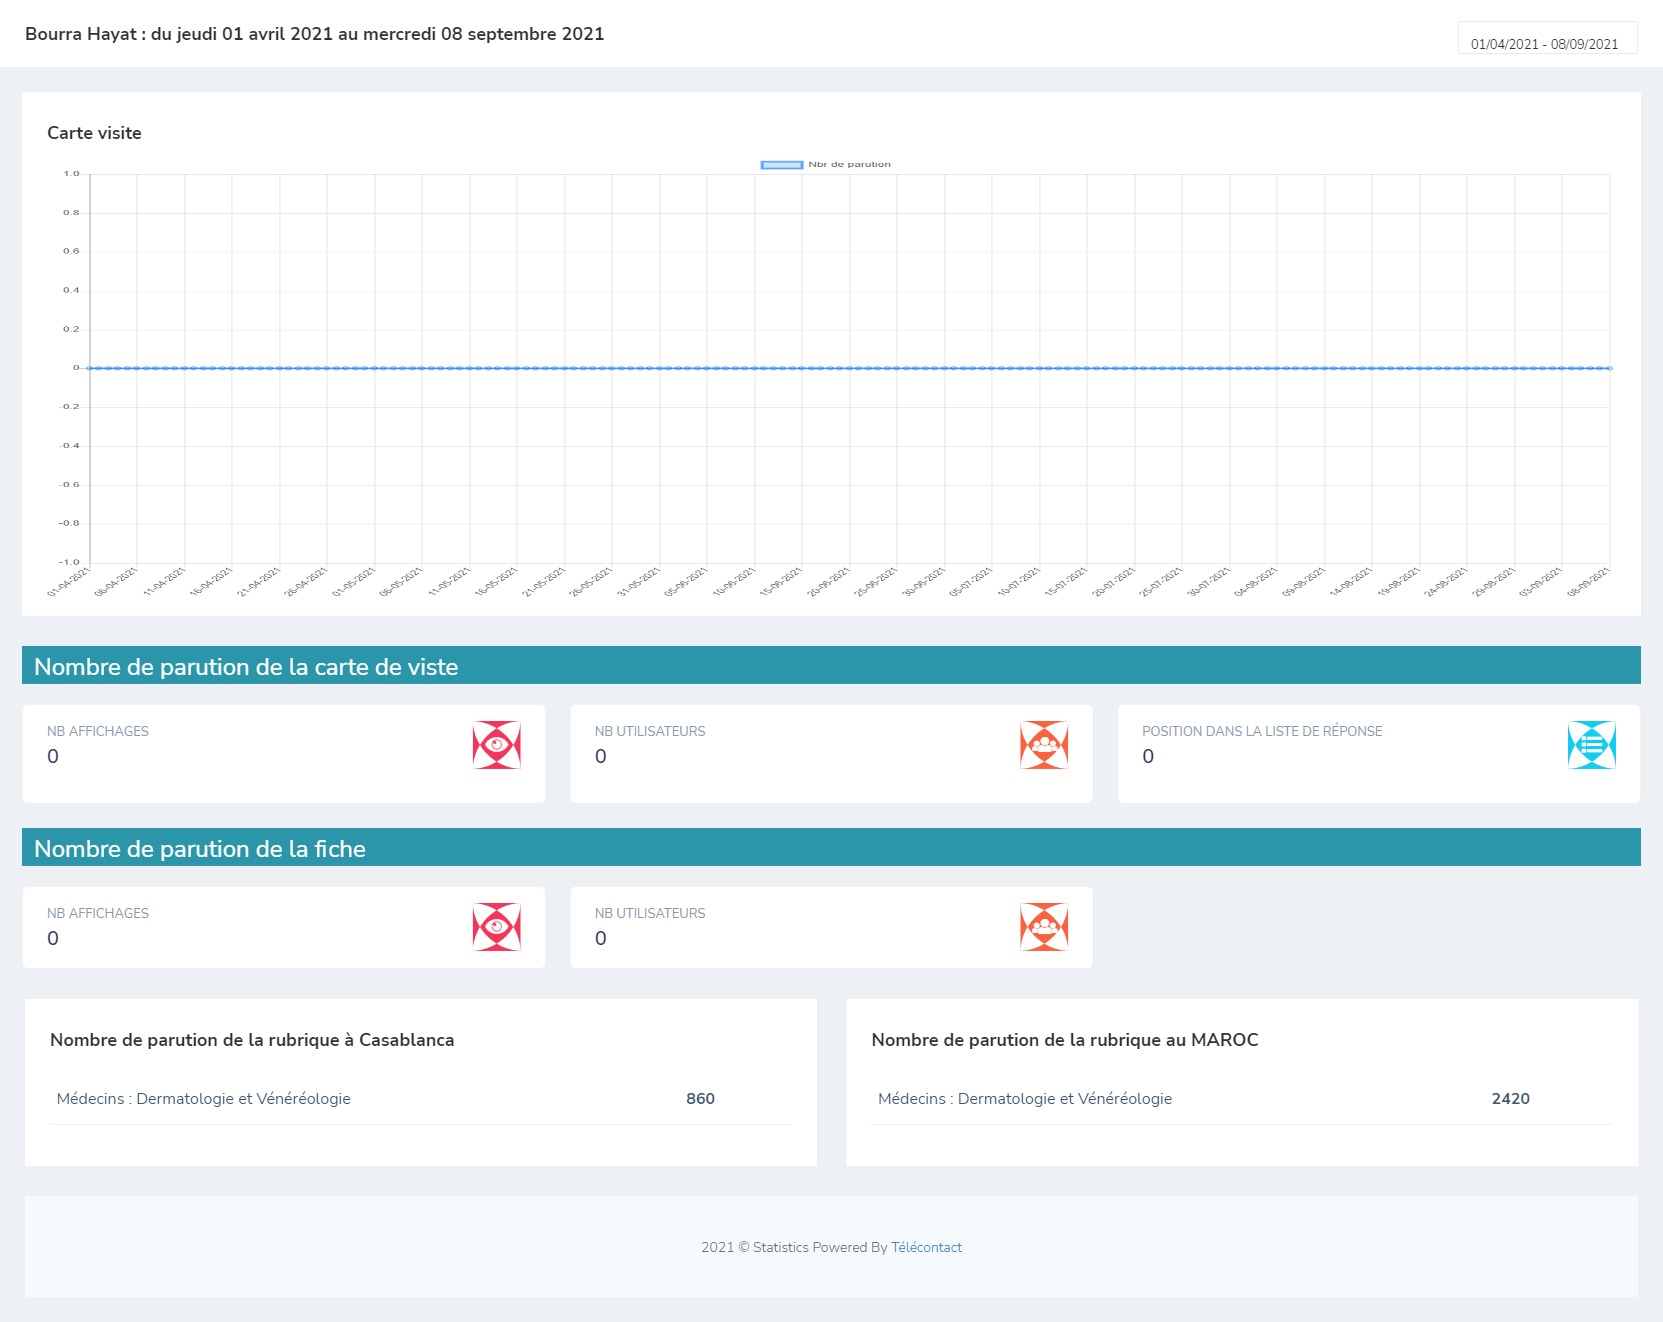 Bourra Hayat : du jeudi 01 avril 2021 au mercredi 08 septembre 2021
01/04/2021 - 08/09/2021
Carte visite
Nbr de parution
1.0
0.8
0.6
0.4
0.2
0
-0.2
-0.4
-0.6
-0.8
-1.0
01-04-2021 06-04-2021 11-04-2021 16-04-2021 21-04-2021 26-04-2021 01-05-2021 06-05-2021 11-05-2021 16-05-2021 21-05-2021 26-05-2021 31-05-2021 05-06-2021 10-06-2021 15-06-2021 20-06-2021 25-06-2021 30-06-2021 05-07-2021 10-07-2021 15-07-2021 20-07-2021 25-07-2021 30-07-2021 04-08-2021 09-08-2021 14-08-2021 19-08-2021 24-08-2021 29-08-2021 03-09-2021 08-09-2021
Nombre de parution de la carte de viste
NB AFFICHAGES
0
NB UTILISATEURS
0
POSITION DANS LA LISTE DE RÉPONSE
0
Nombre de parution de la fiche
NB AFFICHAGES
0
NB UTILISATEURS
0
Nombre de parution de la rubrique à Casablanca
Médecins : Dermatologie et Vénéréologie 860
Nombre de parution de la rubrique au MAROC
Médecins : Dermatologie et Vénéréologie 2420
2021 © Statistics Powered By Télécontact